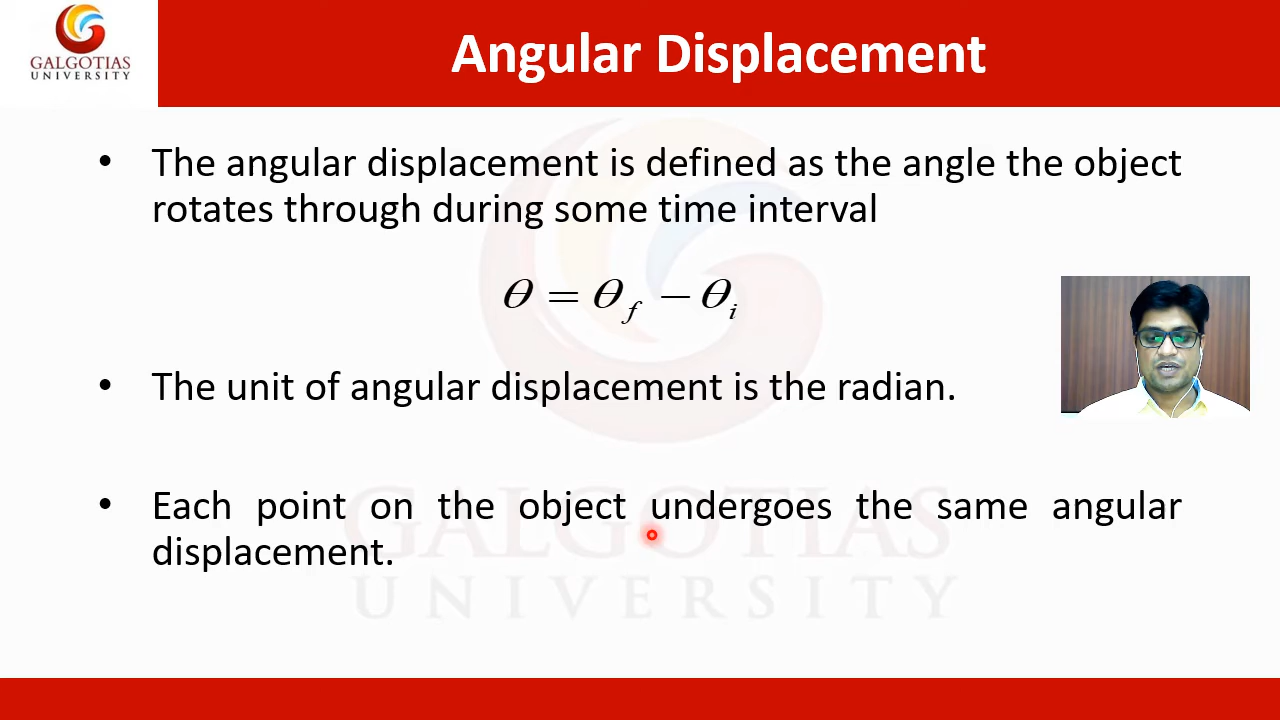 GALGOTIAS
UNIVERSITY
Angular Displacement
• The angular displacement is defined as the angle the object
rotates through during some time interval
θ = θf − θi
• The unit of angular displacement is the radian.
• Each point on the object undergoes the same angular
displacement.
GALGOTIAS
UNIVERSITY